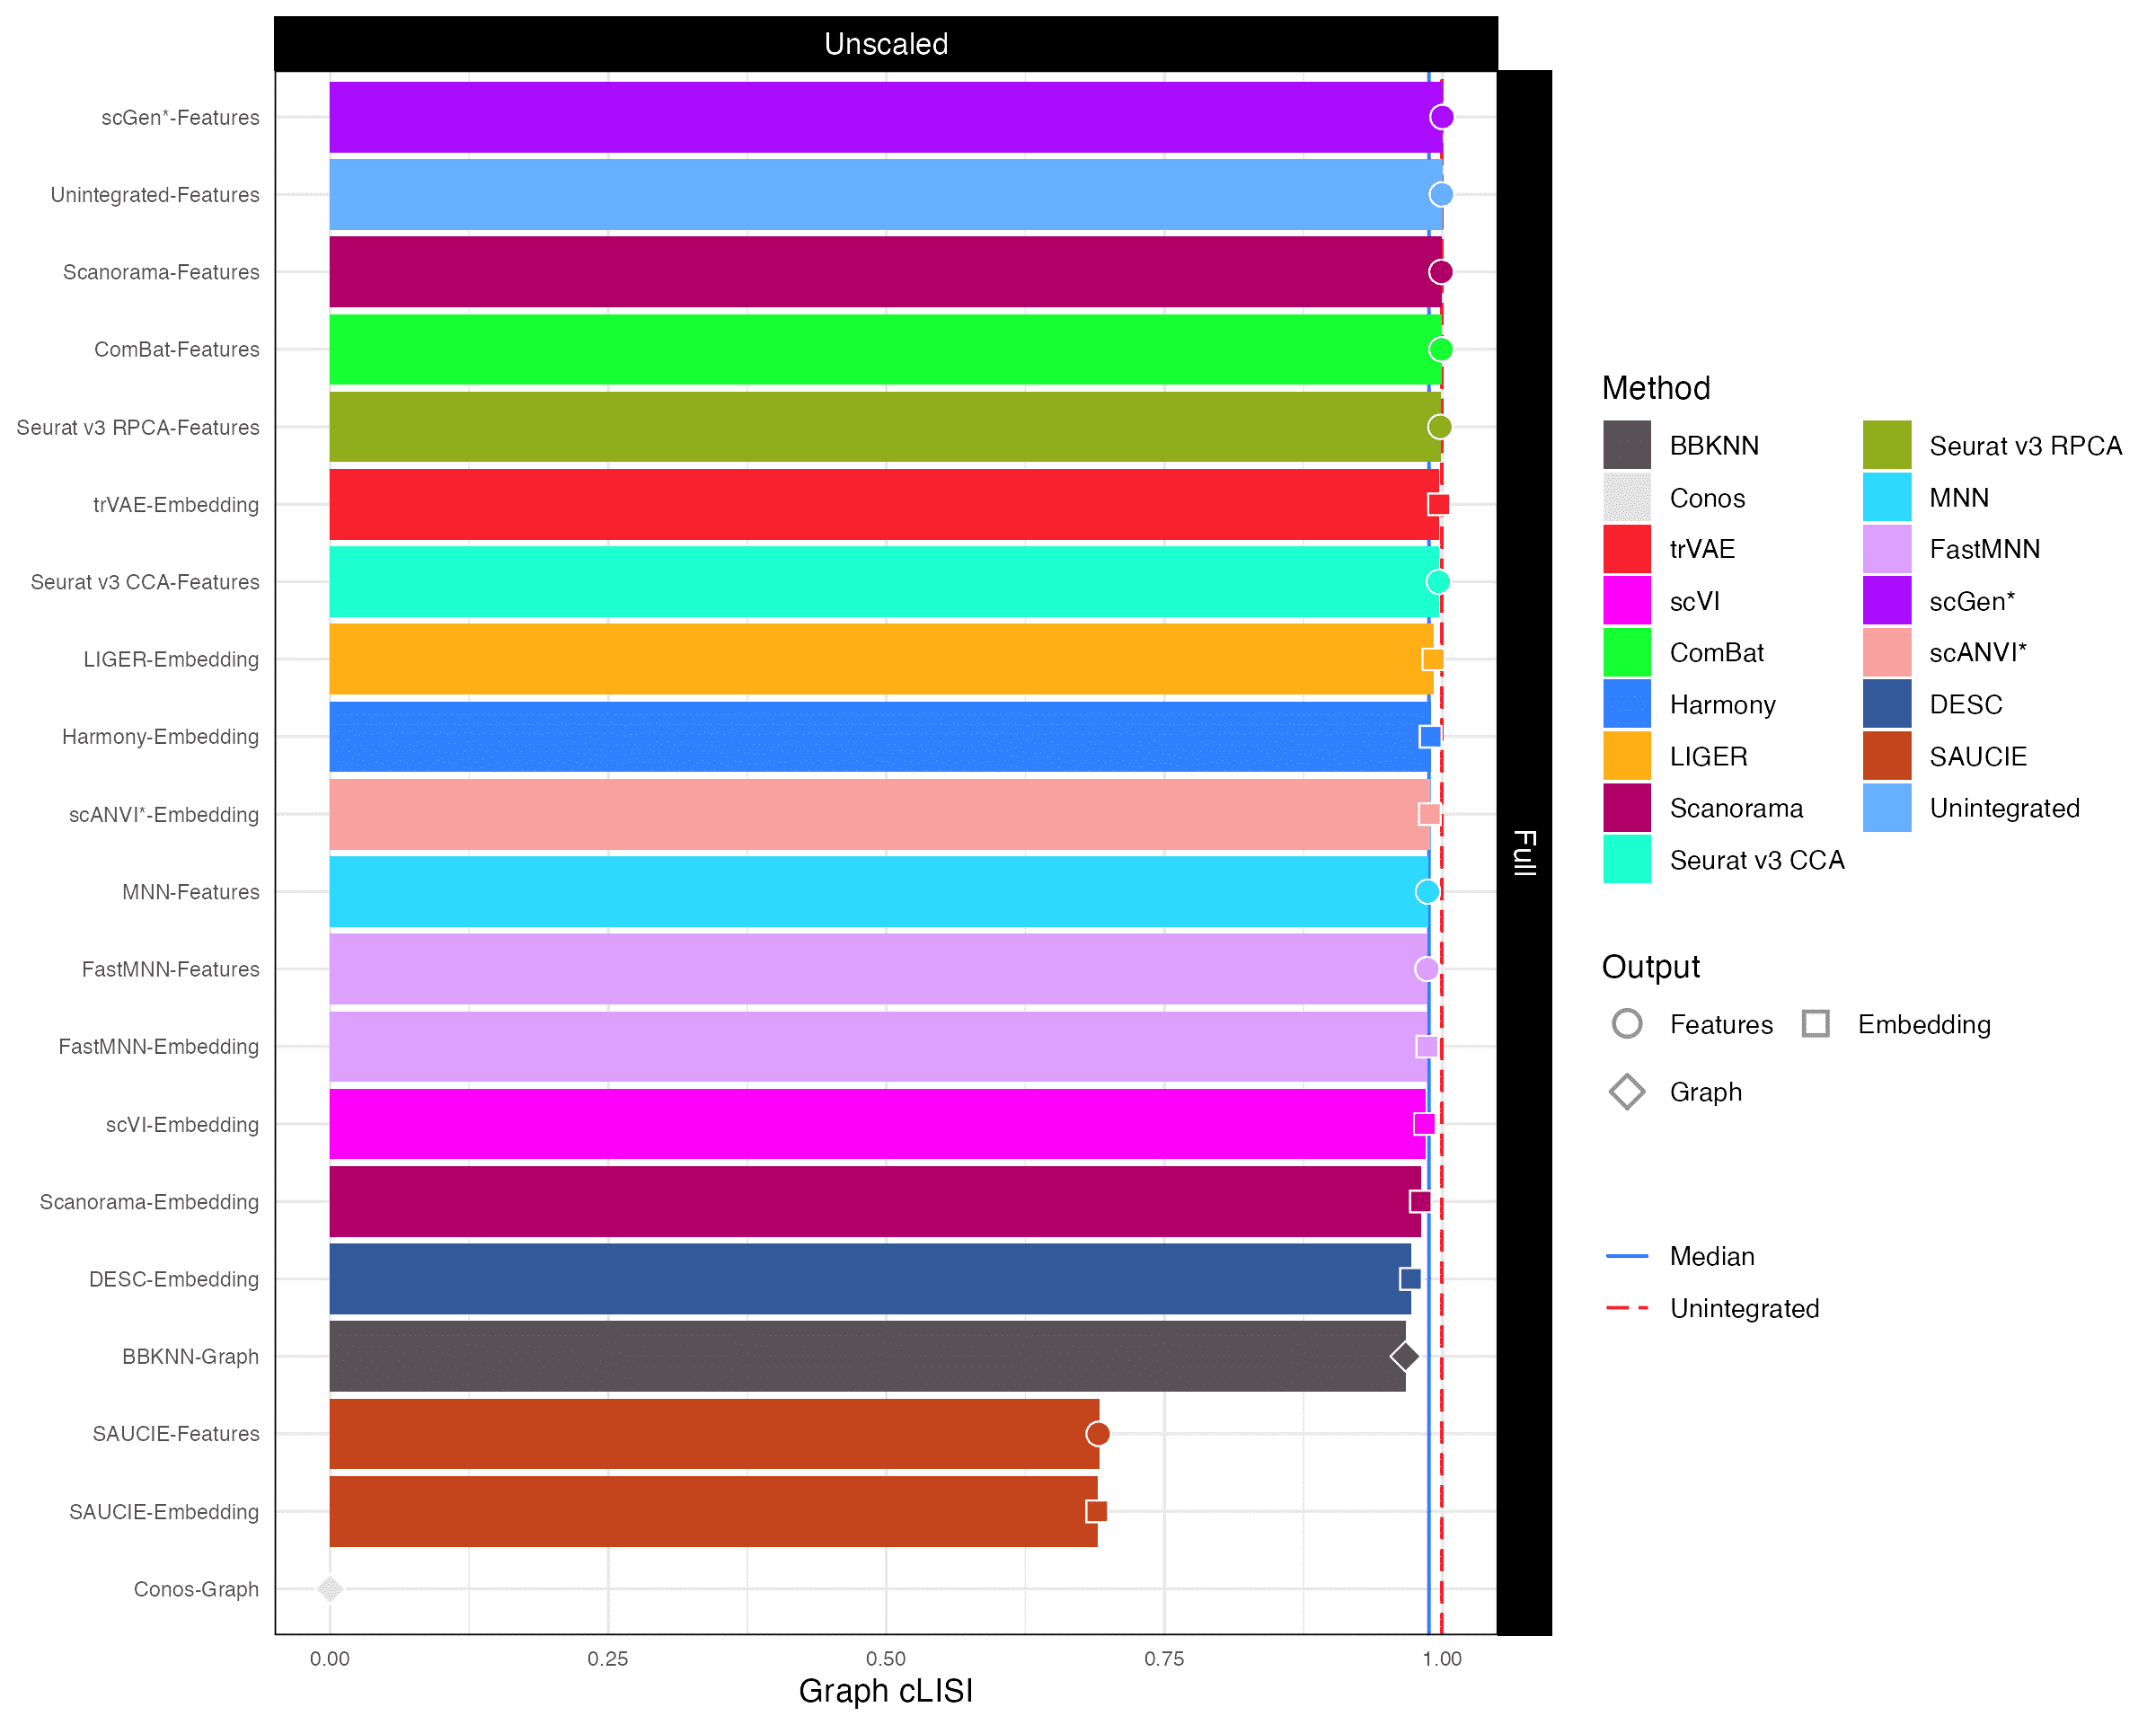 Unscaled
Full
scGen*-Features
Unintegrated-Features
Scanorama-Features
ComBat-Features
Seurat v3 RPCA-Features
trVAE-Embedding
Seurat v3 CCA-Features
LIGER-Embedding
Harmony-Embedding
scANVI*-Embedding
MNN-Features
FastMNN-Features
FastMNN-Embedding
scVI-Embedding
Scanorama-Embedding
DESC-Embedding
BBKNN-Graph
SAUCIE-Features
SAUCIE-Embedding
Conos-Graph
0.00 0.25 0.50 0.75 1.00
Graph cLISI
Method
BBKNN
Conos
trVAE
scVI
ComBat
Harmony
LIGER
Scanorama
Seurat v3 CCA
Seurat v3 RPCA
MNN
FastMNN
scGen*
scANVI*
DESC
SAUCIE
Unintegrated
Output
Features Embedding
Graph
Median
Unintegrated